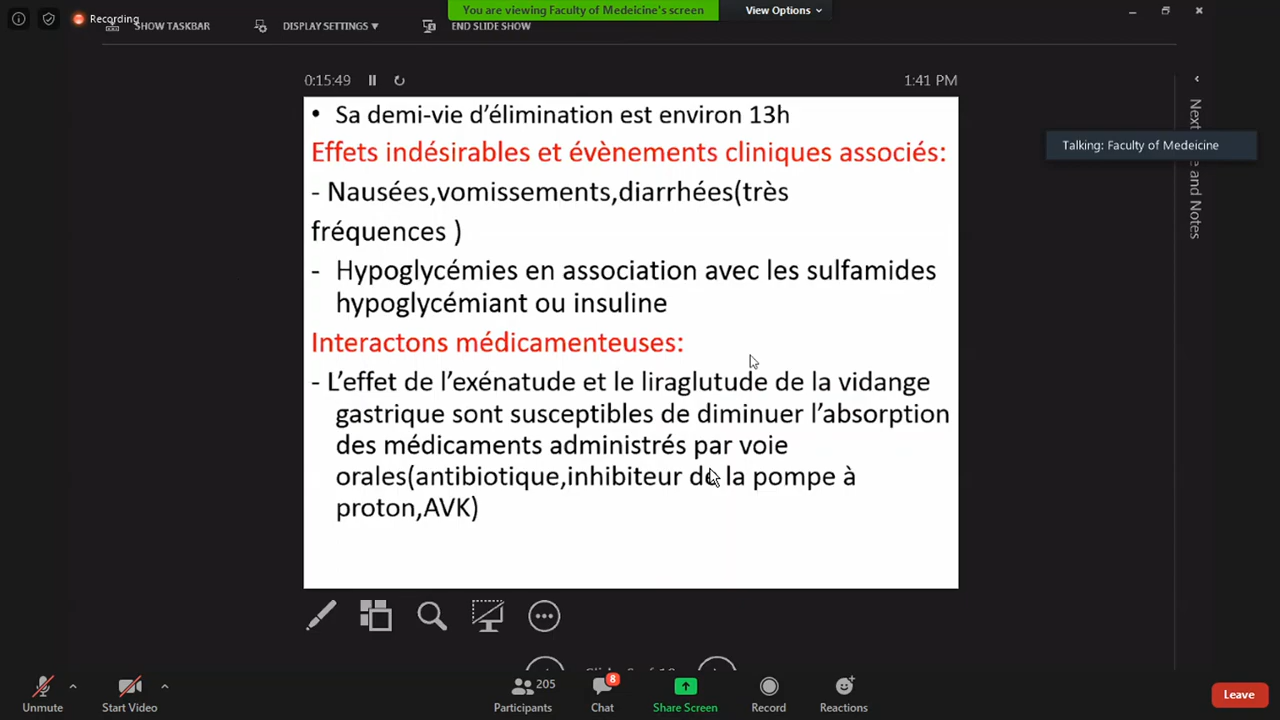 Recording
You are viewing Faculty of Medeicine's screen
View Options
SHOW TASKBAR
DISPLAY SETTINGS
END SLIDE SHOW
0:15:49
1:41 PM
Talking: Faculty of Medeicine
• Sa demi-vie d'élimination est environ 13h
Effets indésirables et évènements cliniques associés:
- Nausées,vomissements,diarrhées(très
fréquences )
- Hypoglycémies en association avec les sulfamides
hypoglycémiant ou insuline
Interactons médicamenteuses:
- L'effet de l'exénatude et le liraglutude de la vidange
gastrique sont susceptibles de diminuer l'absorption
des médicaments administrés par voie
orales(antibiotique,inhibiteur de la pompe à
proton,AVK)
Next
and Notes
205
8
Unmute
Start Video
Participants
Chat
Share Screen
Record
Reactions
Leave